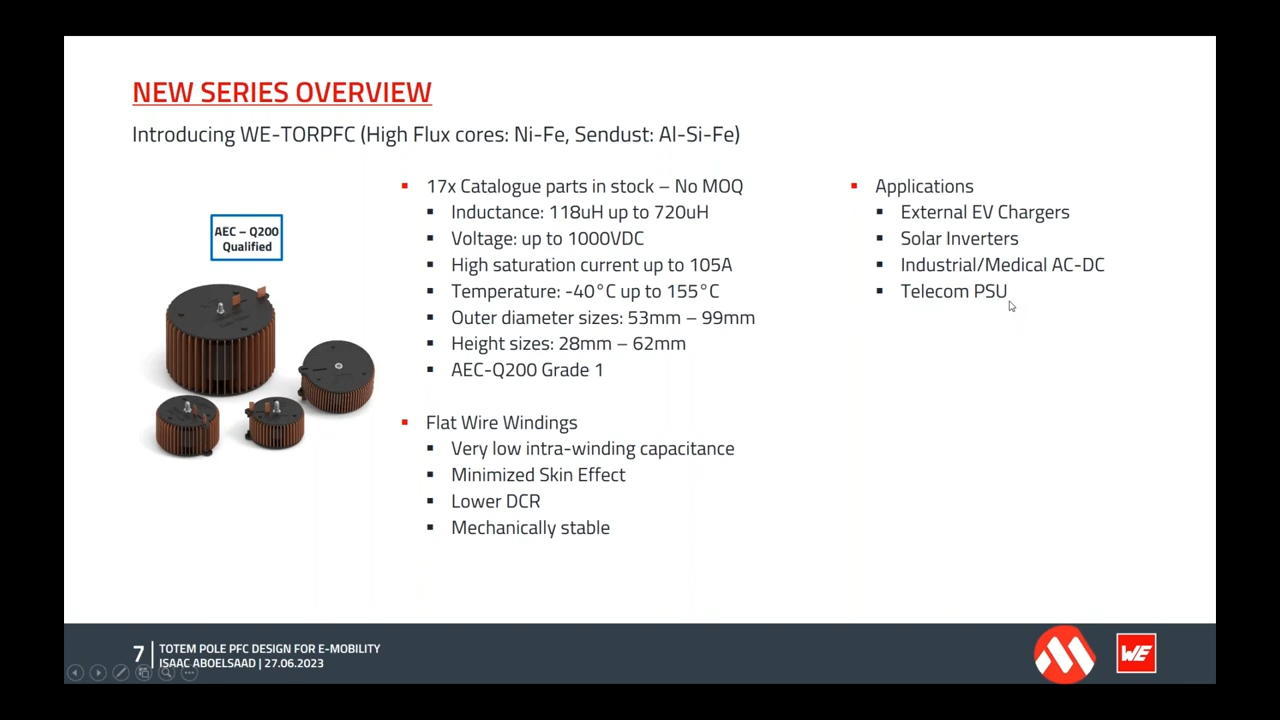 NEW SERIES OVERVIEW
Introducing WE-TORPFC (High Flux cores: Ni-Fe, Sendust: Al-Si-Fe)
AEC – Q200
Qualified
17x Catalogue parts in stock – No MOQ
Inductance: 118uH up to 720uH
Voltage: up to 1000VDC
High saturation current up to 105A
Temperature: -40°C up to 155°C
Outer diameter sizes: 53mm – 99mm
Height sizes: 28mm – 62mm
AEC-Q200 Grade 1
Flat Wire Windings
Very low intra-winding capacitance
Minimized Skin Effect
Lower DCR
Mechanically stable
Applications
External EV Chargers
Solar Inverters
Industrial/Medical AC-DC
Telecom PSU
7
TOTEM POLE PFC DESIGN FOR E-MOBILITY
ISAAC ABOELSAAD | 27.06.2023
WE